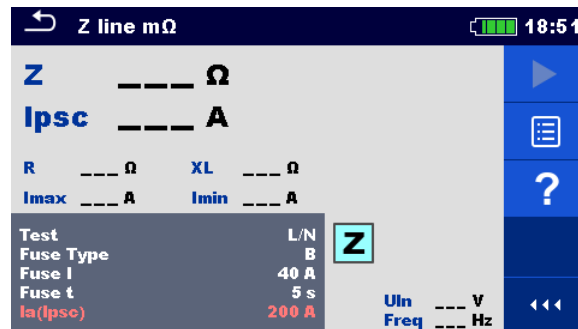 Z line mΩ 18:51
Z ___ Ω
Ipsc ___ A
R ___ Ω XL ___ Ω
Imax ___ A Imin ___ A
?
Test L/N
Fuse Type B
Fuse I 40 A
Fuse t 5 s
Ia(Ipsc) 200 A
Z
Uln ___ V
Freq ___ Hz